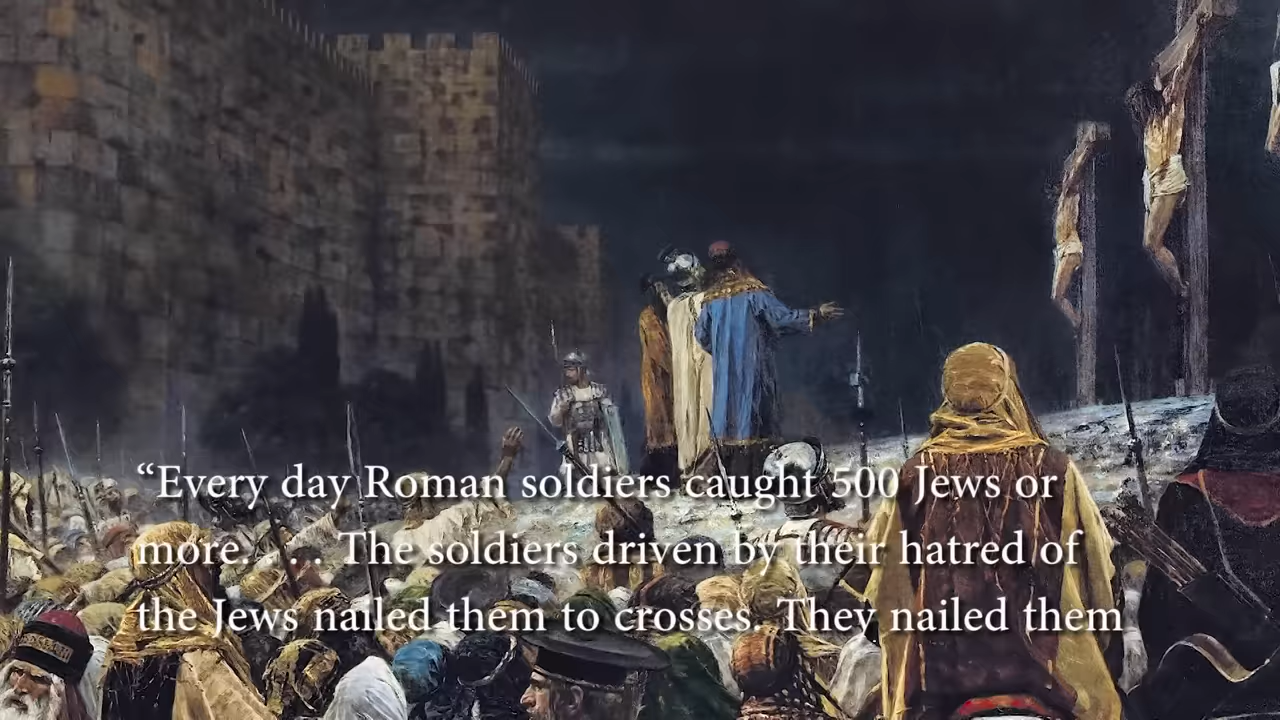 “Every day Roman soldiers caught 500 Jews or
more. . . . The soldiers driven by their hatred of
the Jews nailed them to crosses. They nailed them